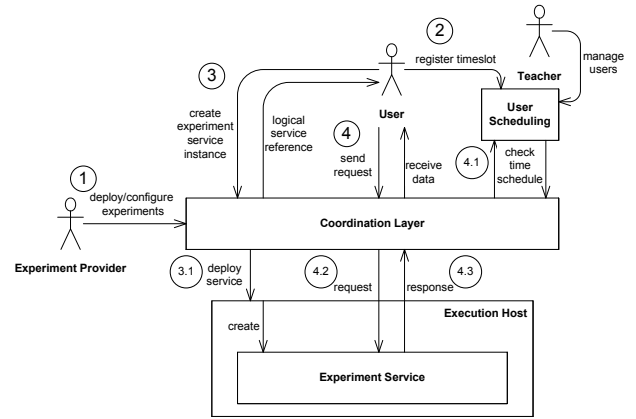 2
register timeslot
Teacher
manage
users
3
User
User
Scheduling
create
experiment
service
instance
logical
service
reference
4
send
request
receive
data
4.1
check
time
schedule
1
deploy/configure
experiments
Experiment Provider
Coordination Layer
3.1
deploy
service
4.2
request
response
4.3
Execution Host
create
Experiment Service